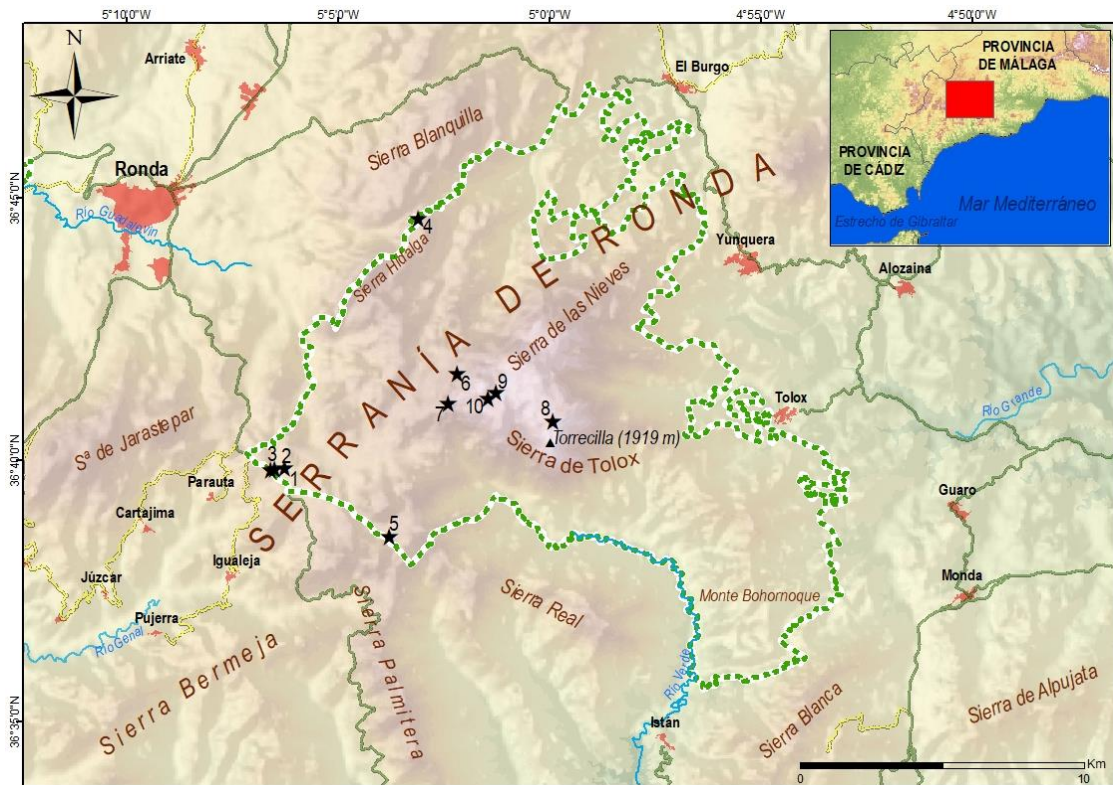 5°10'0"W
5°5'0"W
5°0'0"W
4°55'0"W
4°50'0"W
N
Arriate
El Burgo
PROVINCIA
DE MÁLAGA
PROVINCIA
DE CÁDIZ
Mar Mediterráneo
Estrecho de Gibraltar
Sierra Blanquilla
Ronda
36°45'0"N
Río Guadalevín
4
Sierra Hidalga
Yunquera
Alozaina
SERRANÍA DE RONDA
Sierra de las Nieves
6
9
7
10
8
Torrecilla (1919 m)
Sierra de Tolox
Tolox
Río Grande
Sª de Jarastepar
36°40'0"N
3
2
1
Parauta
Cartajima
5
Guaro
Igualeja
Júzcar
Monda
Monte Bohornoque
Sierra Real
Pujerra
Río Genal
Sierra Palmitera
Río Verde
Sierra Bermeja
36°35'0"N
Istán
Sierra Blanca
Sierra de Alpujata
Km
0
10